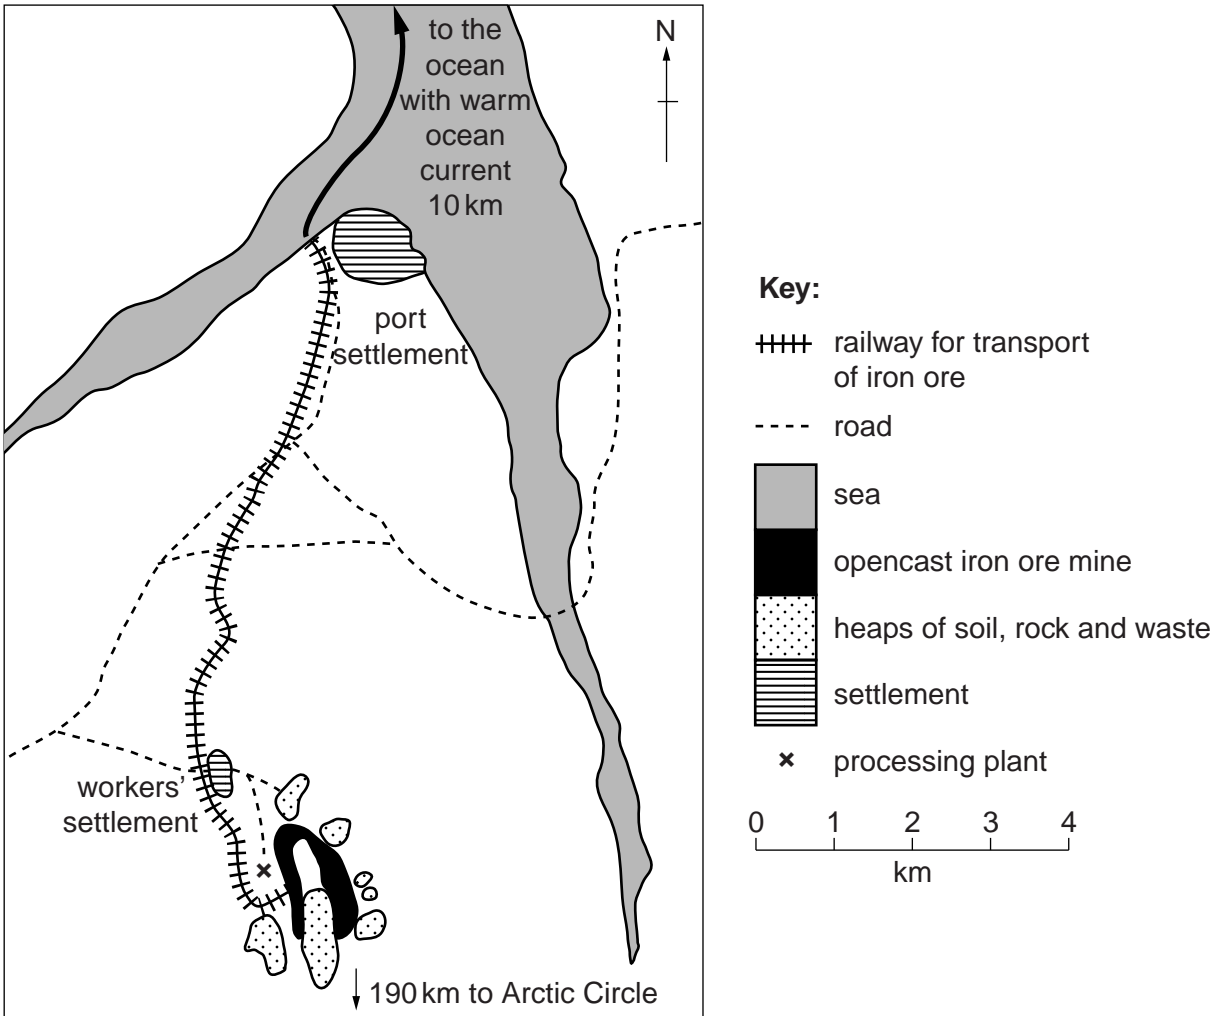 to the
ocean
with warm
ocean
current
10 km
N
port
settlement
workers'
settlement
190 km to Arctic Circle
Key:
railway for transport
of iron ore
road
sea
opencast iron ore mine
heaps of soil, rock and waste
settlement
processing plant
0 1 2 3 4
km